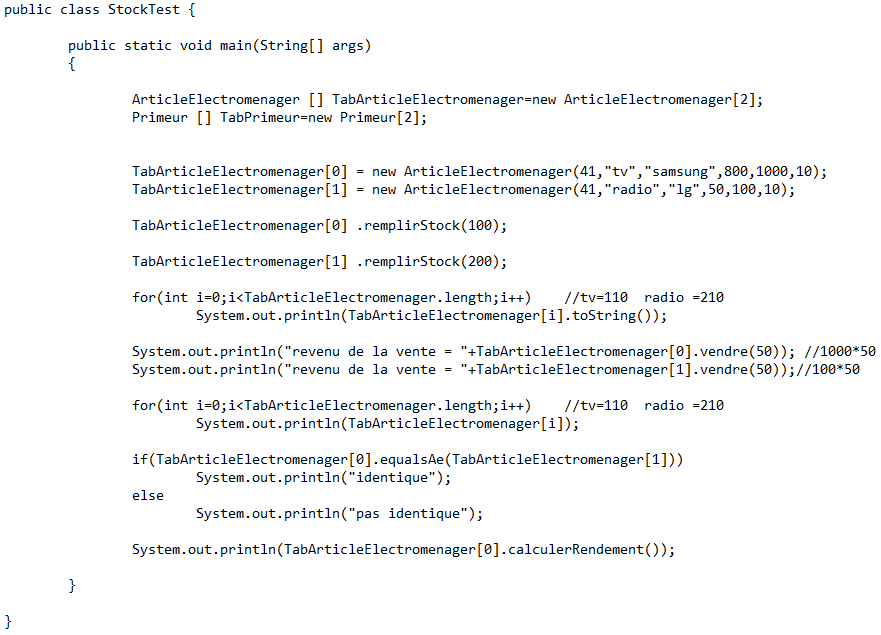 public class StockTest {
public static void main(String[] args)
{
ArticleElectromenager [] TabArticleElectromenager=new ArticleElectromenager[2];
Primeur [] TabPrimeur=new Primeur[2];
TabArticleElectromenager[0] = new ArticleElectromenager(41,"tv","samsung",800,1000,10);
TabArticleElectromenager[1] = new ArticleElectromenager(41,"radio","lg",50,100,10);
TabArticleElectromenager[0] .remplirStock(100);
TabArticleElectromenager[1] .remplirStock(200);
for(int i=0;i<TabArticleElectromenager.length;i++)    //tv=110  radio =210
System.out.println(TabArticleElectromenager[i].toString());
System.out.println("revenu de la vente = "+TabArticleElectromenager[0].vendre(50)); //1000*50
System.out.println("revenu de la vente = "+TabArticleElectromenager[1].vendre(50));//100*50
for(int i=0;i<TabArticleElectromenager.length;i++)    //tv=110  radio =210
System.out.println(TabArticleElectromenager[i]);
if(TabArticleElectromenager[0].equalsAe(TabArticleElectromenager[1]))
System.out.println("identique");
else
System.out.println("pas identique");
System.out.println(TabArticleElectromenager[0].calculerRendement());
}
}